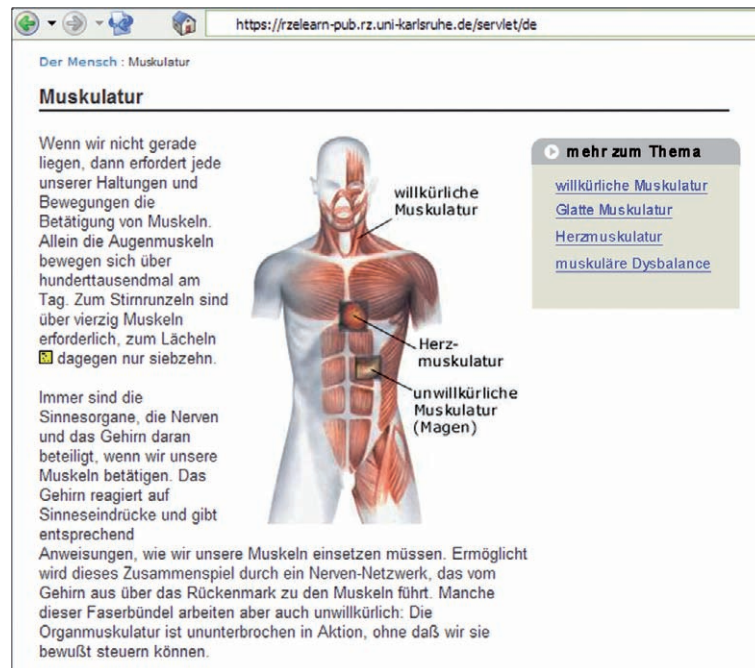 https://rzelearn-pub.rz.uni-karlsruhe.de/servlet/de
Der Mensch : Muskulatur
Muskulatur
Wenn wir nicht gerade
liegen, dann erfordert jede
unserer Haltungen und
Bewegungen die
Betätigung von Muskeln.
Allein die Augenmuskeln
bewegen sich über
hunderttausendmal am
Tag. Zum Stirnrunzeln sind
über vierzig Muskeln
erforderlich, zum Lächeln
dagegen nur siebzehn.
Immer sind die
Sinnesorgane, die Nerven
und das Gehirn daran
beteiligt, wenn wir unsere
Muskeln betätigen. Das
Gehirn reagiert auf
Sinneseindrücke und gibt
entsprechend
Anweisungen, wie wir unsere Muskeln einsetzen müssen. Ermöglicht
wird dieses Zusammenspiel durch ein Nerven-Netzwerk, das vom
Gehirn aus über das Rückenmark zu den Muskeln führt. Manche
dieser Faserbündel arbeiten aber auch unwillkürlich: Die
Organmuskulatur ist ununterbrochen in Aktion, ohne daß wir sie
bewußt steuern können.
willkürliche
Muskulatur
Herz-
muskulatur
unwillkürliche
Muskulatur
(Magen)
mehr zum Thema
willkürliche Muskulatur
Glatte Muskulatur
Herzmuskulatur
muskuläre Dysbalance